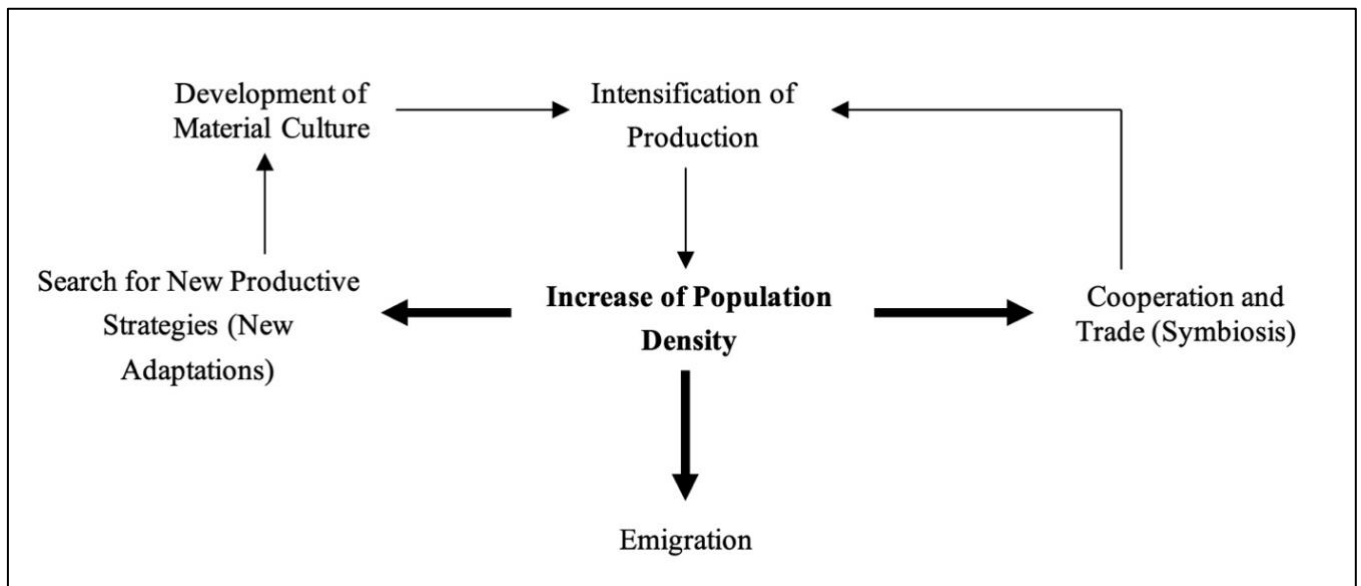 Development of
Material Culture
Intensification of
Production
Search for New Productive
Strategies (New
Adaptations)
Increase of Population
Density
Cooperation and
Trade (Symbiosis)
Emigration